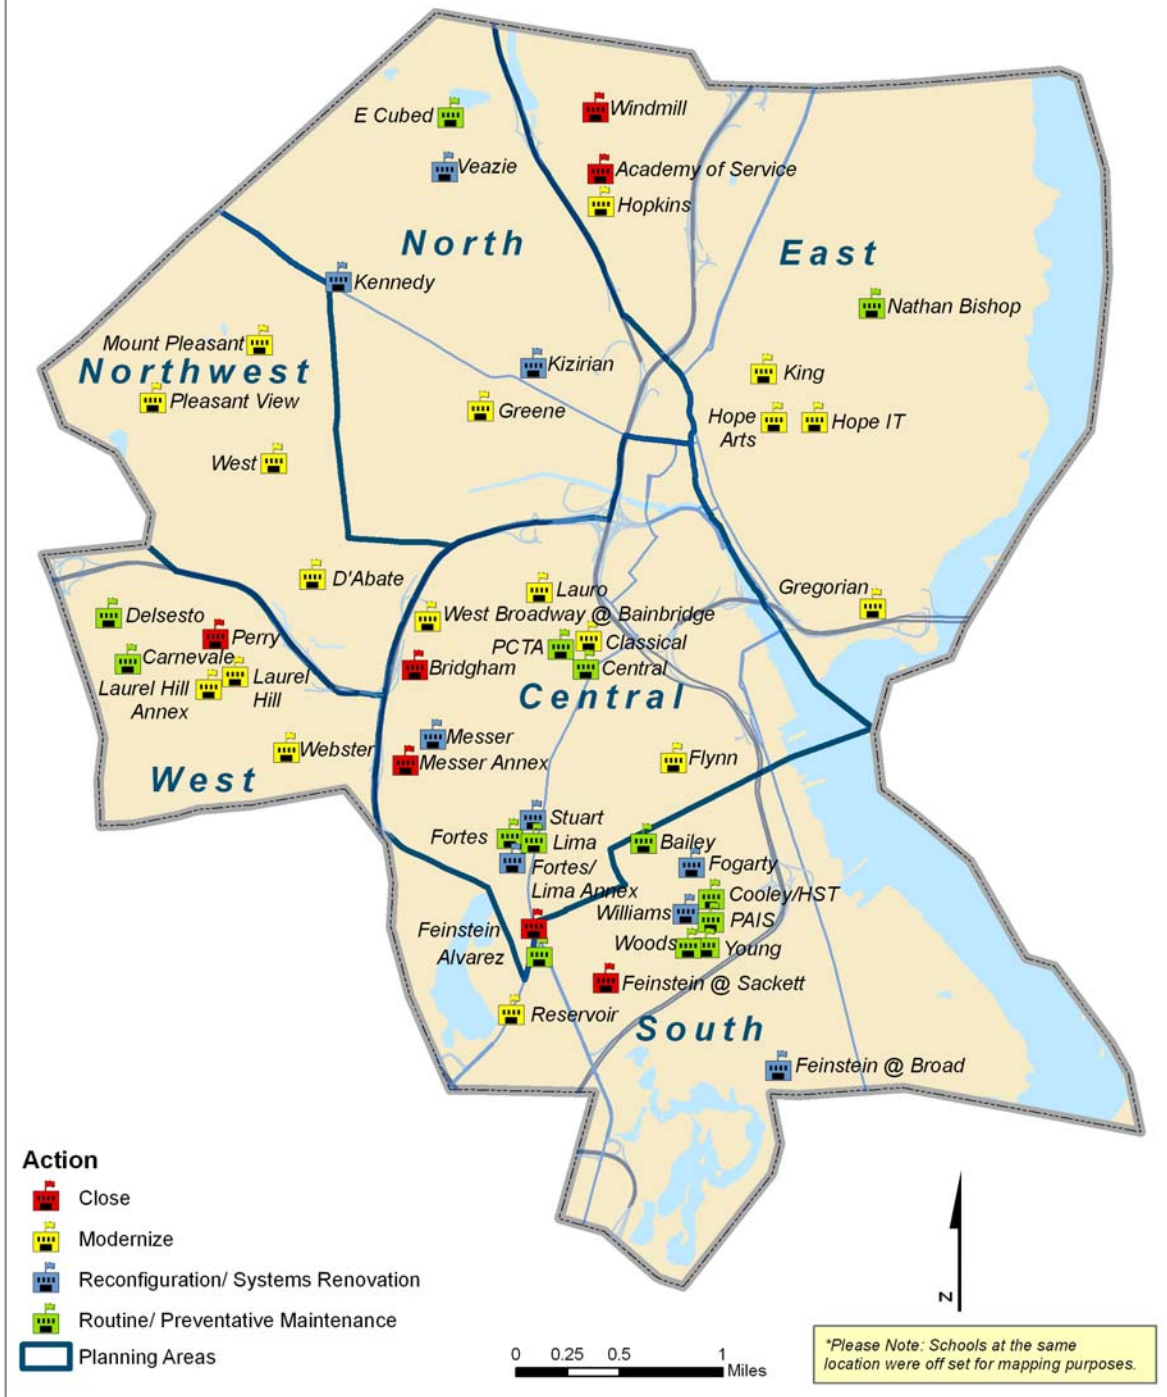 E Cubed
Windmill
Veazie
Academy of Service
Hopkins
North
East
Kennedy
Nathan Bishop
Mount Pleasant
Northwest
Kizirian
King
Pleasant View
Greene
Hope
Arts
Hope IT
West
D'Abate
Lauro
Gregorian
Delsesto
West Broadway @ Bainbridge
Perry
PCTA
Classical
Carnevale
Bridgham
Central
Laurel Hill
Annex
Laurel
Hill
Central
Messer
Webster
Messer Annex
Flynn
West
Stuart
Fortes
Lima
Bailey
Fortes/
Lima Annex
Fogarty
Cooley/HST
Williams
PAIS
Feinstein
Woods
Young
Alvarez
Feinstein @ Sackett
Reservoir
South
Feinstein @ Broad
Action
Close
Modernize
Reconfiguration/ Systems Renovation
Routine/ Preventative Maintenance
Planning Areas
0 0.25 0.5 1
Miles
N
*Please Note: Schools at the same
location were off set for mapping purposes.